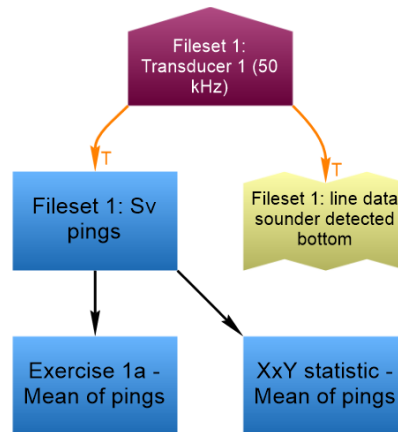 Fileset 1:
Transducer 1 (50
kHz)
T
T
Fileset 1: Sv
pings
Fileset 1: line data
sounder detected
bottom
Exercise 1a -
Mean of pings
XxY statistic -
Mean of pings